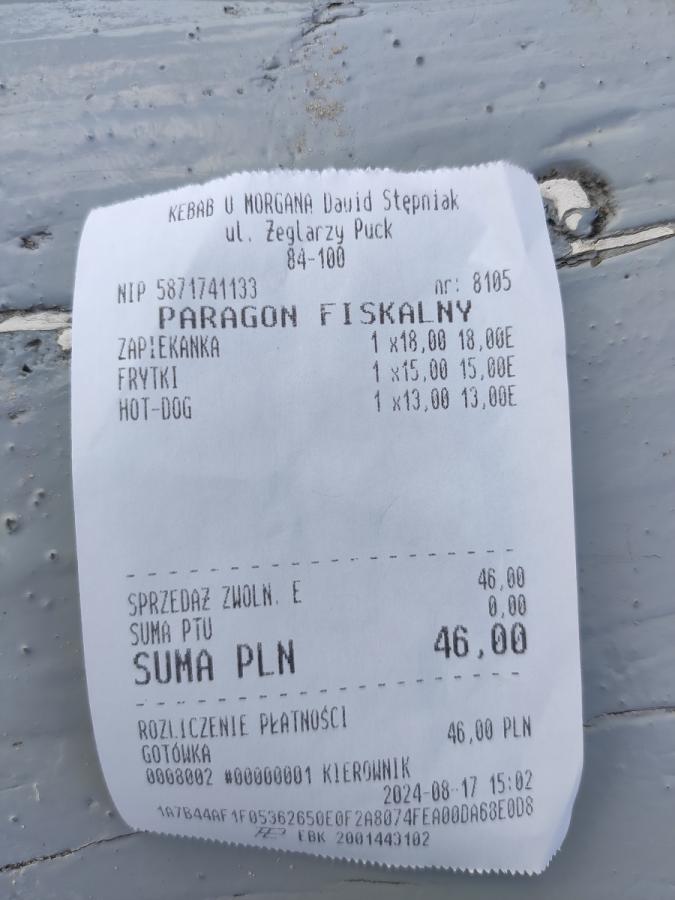 KEBAB U MORGANA Dawid Stępniak
ul. Żeglarzy Puck
84-100
NIP 5871741133 nr: 8105
PARAGON FISKALNY
ZAPIEKANKA 1 x18,00 18,00E
FRYTKI 1 x15,00 15,00E
HOT-DOG 1 x13,00 13,00E
SPRZEDAŻ ZWOLN. E 46,00
SUMA PTU 0,00
SUMA PLN 46,00
ROZLICZENIE PŁATNOŚCI
GOTÓWKA 46,00 PLN
0008002 #00000001 KIEROWNIK
2024-08-17 15:02
1A7B44AF1F05362650E0F2A8074FEA00DA68E0D8
EBK 2001443102